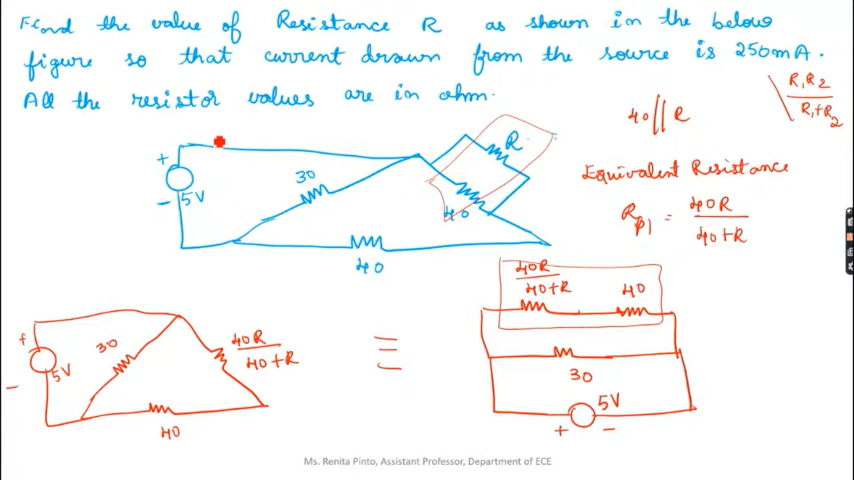 Find the value of Resistance R as shown in the below
figure so that current drawn from the source is 250mA.
All the resistor values are in ohm.
R₁R₂
R₁+R₂
40 || R
Equivalent Resistance
Rp1 = 40R
40+R
+
-
5V
30
R
40
40
+
-
5V
30
40R
40+R
40
≡
40R
40+R
40
30
5V
+
-
Ms. Renita Pinto, Assistant Professor, Department of ECE